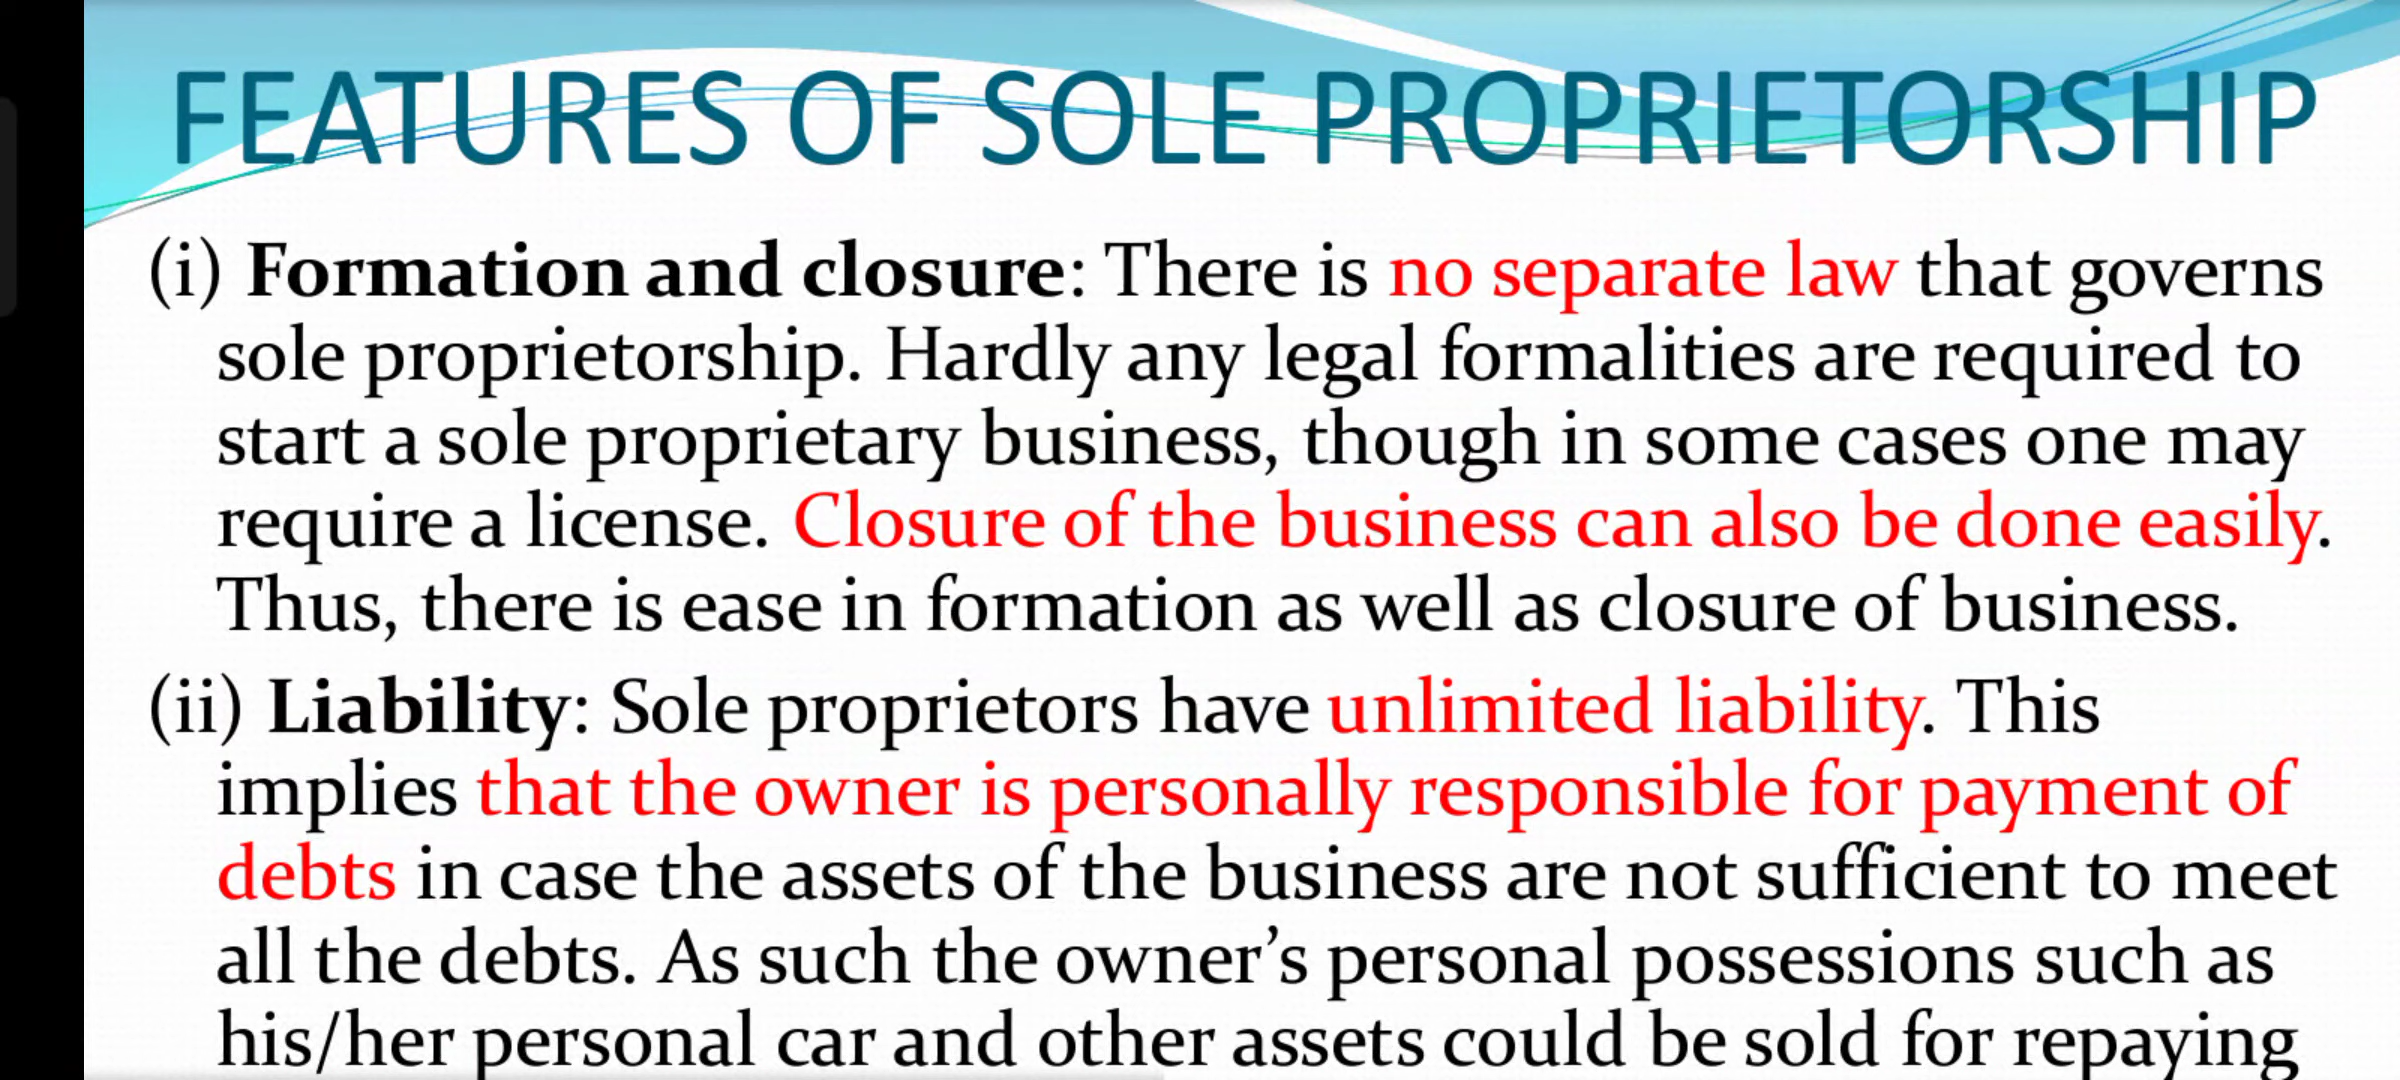 FEATURES OF SOLE PROPRIETORSHIP
(i) Formation and closure: There is no separate law that governs
sole proprietorship. Hardly any legal formalities are required to
start a sole proprietary business, though in some cases one may
require a license. Closure of the business can also be done easily.
Thus, there is ease in formation as well as closure of business.
(ii) Liability: Sole proprietors have unlimited liability. This
implies that the owner is personally responsible for payment of
debts in case the assets of the business are not sufficient to meet
all the debts. As such the owner’s personal possessions such as
his/her personal car and other assets could be sold for repaying